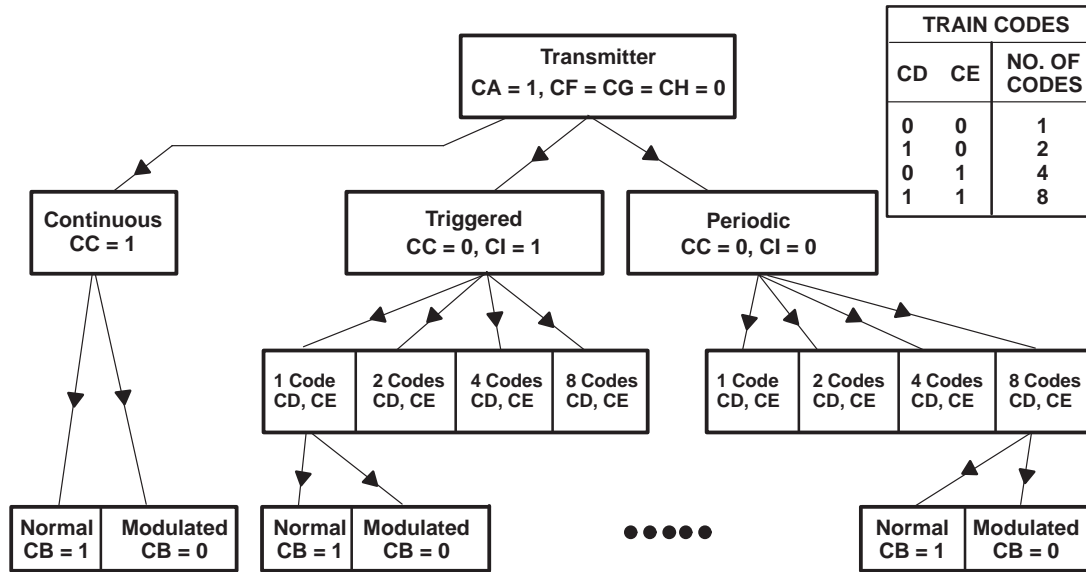 Transmitter
CA = 1, CF = CG = CH = 0
TRAIN CODES
CD CE NO. OF CODES
0 0 1
1 0 2
0 1 4
1 1 8
Continuous
CC = 1
Triggered
CC = 0, CI = 1
Periodic
CC = 0, CI = 0
1 Code
CD, CE
2 Codes
CD, CE
4 Codes
CD, CE
8 Codes
CD, CE
1 Code
CD, CE
2 Codes
CD, CE
4 Codes
CD, CE
8 Codes
CD, CE
Normal
CB = 1
Modulated
CB = 0
Normal
CB = 1
Modulated
CB = 0
Normal
CB = 1
Modulated
CB = 0